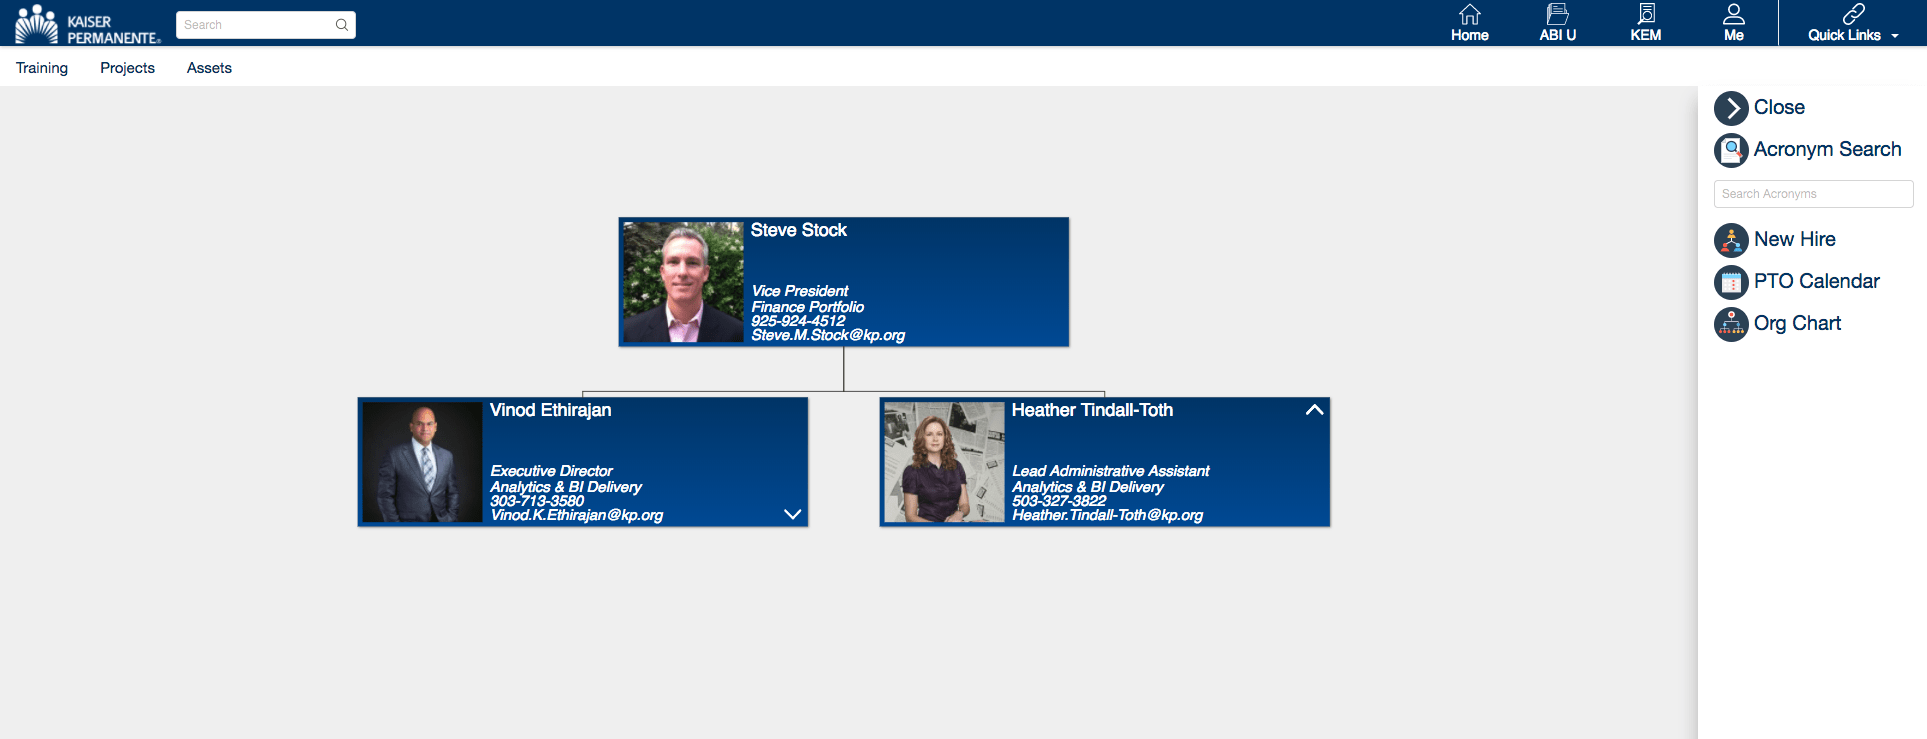 KAISER
PERMANENTE®
Search
Home
ABI U
KEM
Me
Quick Links
Training
Projects
Assets
Close
Acronym Search
Search Acronyms
New Hire
PTO Calendar
Org Chart
Steve Stock
Vice President
Finance Portfolio
925-924-4512
Steve.M.Stock@kp.org
Vinod Ethirajan
Executive Director
Analytics & BI Delivery
303-713-3580
Vinod.K.Ethirajan@kp.org
Heather Tindall-Toth
Lead Administrative Assistant
Analytics & BI Delivery
503-327-3822
Heather.Tindall-Toth@kp.org